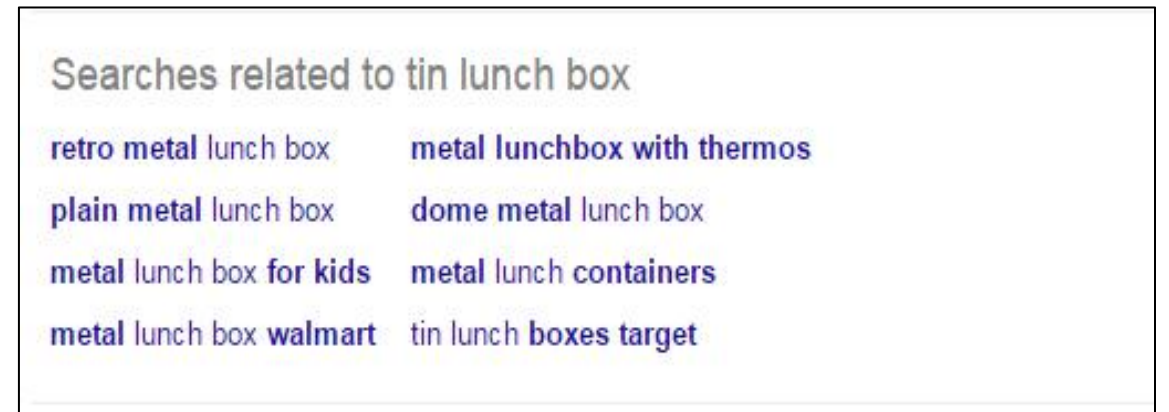 Searches related to tin lunch box
retro metal lunch box
metal lunchbox with thermos
plain metal lunch box
dome metal lunch box
metal lunch box for kids
metal lunch containers
metal lunch box walmart
tin lunch boxes target